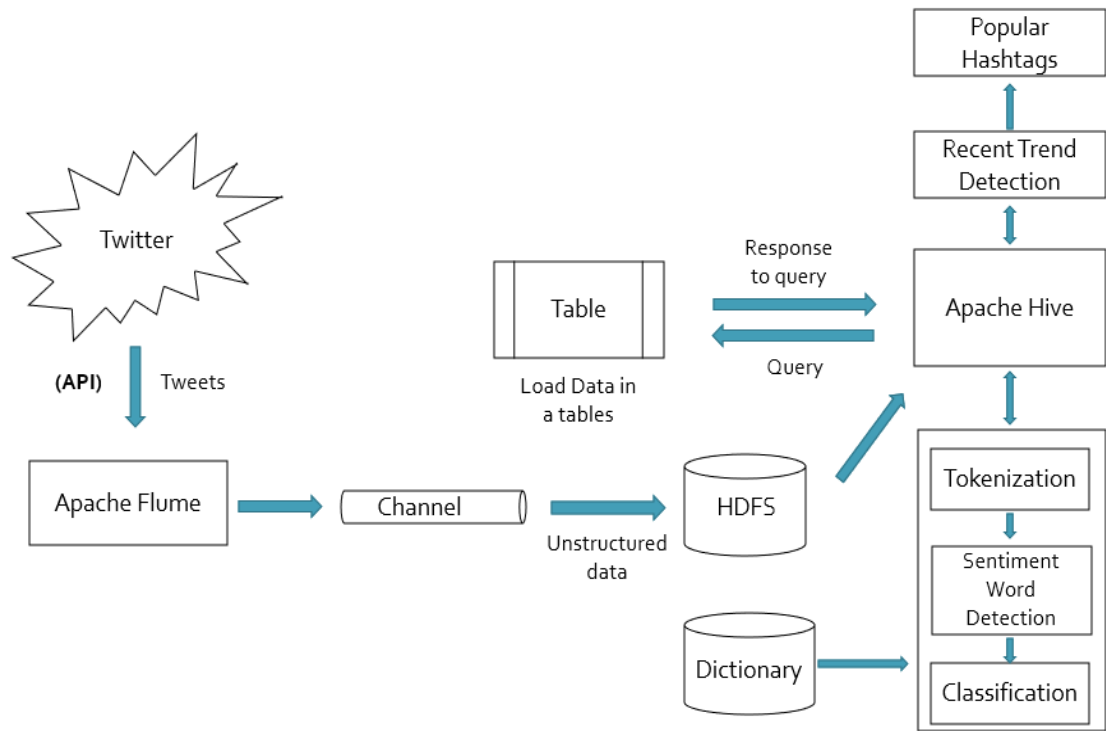 Popular
Hashtags
Recent Trend
Detection
Twitter
Response
to query
Table
Apache Hive
(API)
Tweets
Query
Load Data in
a tables
Apache Flume
Channel
HDFS
Tokenization
Unstructured
data
Sentiment
Word
Detection
Dictionary
Classification